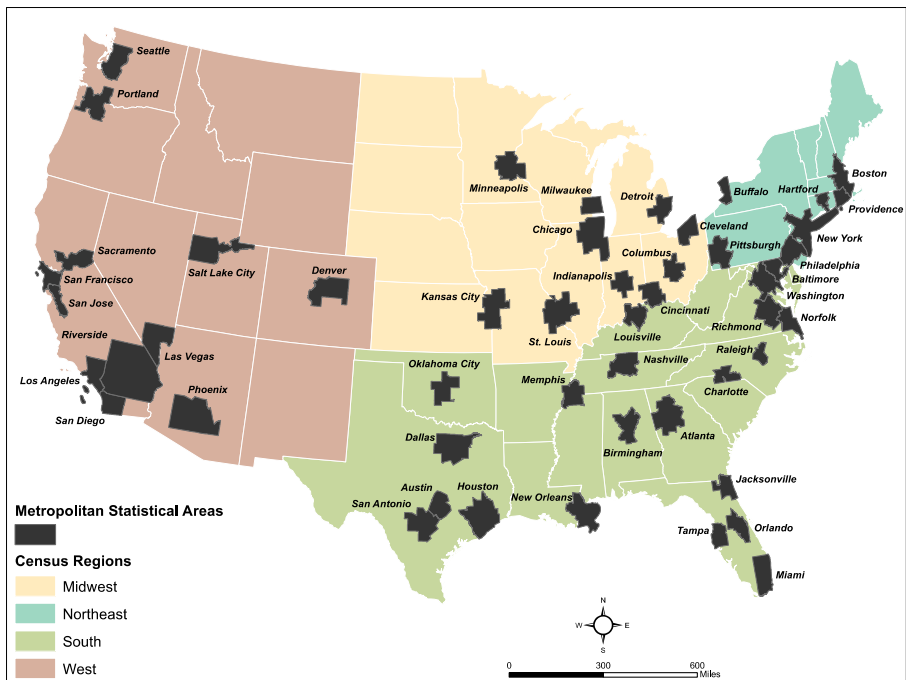 Seattle
Portland
Minneapolis
Milwaukee
Detroit
Buffalo
Hartford
Boston
Providence
Cleveland
Chicago
Columbus
Pittsburgh
New York
Sacramento
Salt Lake City
Denver
Indianapolis
Philadelphia
San Francisco
Baltimore
San Jose
Kansas City
Cincinnati
Washington
Riverside
St. Louis
Louisville
Richmond
Norfolk
Las Vegas
Oklahoma City
Nashville
Raleigh
Los Angeles
Phoenix
Memphis
Charlotte
San Diego
Dallas
Birmingham
Atlanta
Austin
Houston
New Orleans
Jacksonville
San Antonio
Tampa
Orlando
Miami
Metropolitan Statistical Areas
Census Regions
Midwest
Northeast
South
West
N
W E
S
0 300 600
Miles